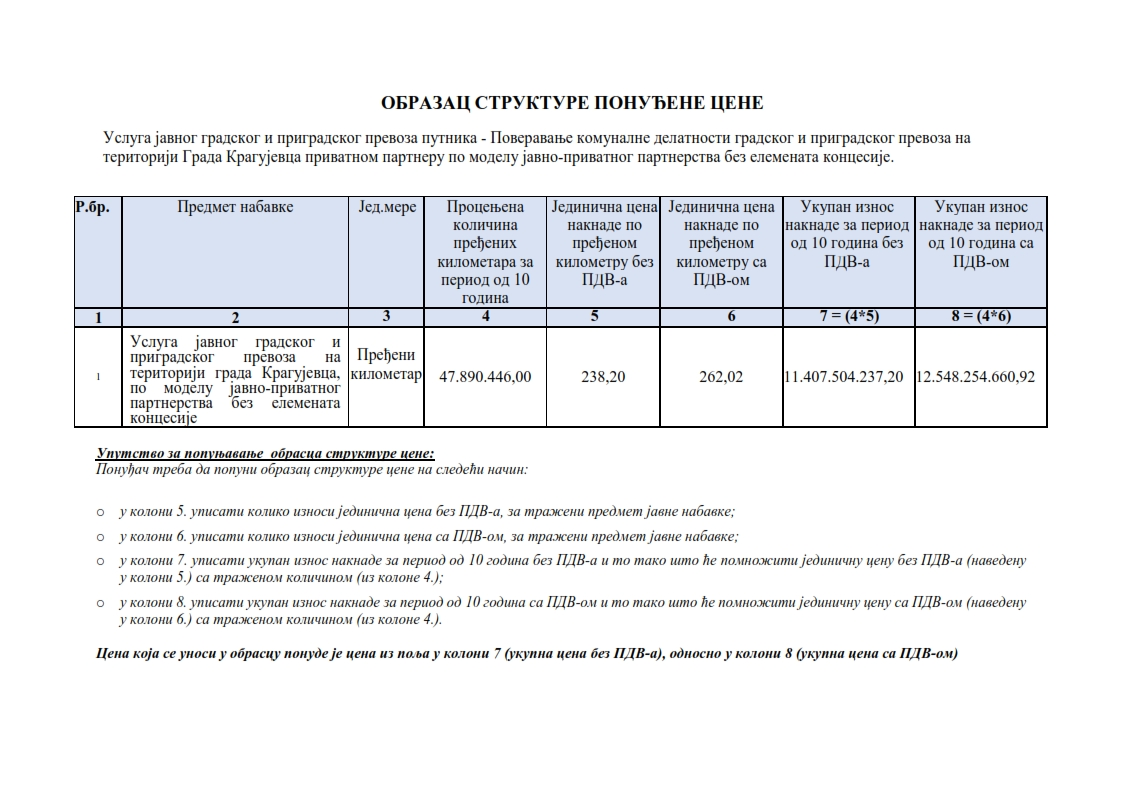 ОБРАЗАЦ СТРУКТУРЕ ПОНУЂЕНЕ ЦЕНЕ
Услуга јавног градског и приградског превоза путника - Поверавање комуналне делатности градског и приградског превоза на
територији Града Крагујевца приватном партнеру по моделу јавно-приватног партнерства без елемената концесије.
Р.бр.
Предмет набавке
Јед.мере
Процењена
количина
пређених
километара за
период од 10
година
Јединична цена
накнаде по
пређеном
километру без
ПДВ-а
Јединична цена
накнаде по
пређеном
километру са
ПДВ-ом
Укупан износ
накнаде за период
од 10 година без
ПДВ-а
Укупан износ
накнаде за период
од 10 година са
ПДВ-ом
1
2
3
4
5
6
7 = (4*5)
8 = (4*6)
1
Услуга јавног градског и
приградског превоза на
територији града Крагујевца,
по моделу јавно-приватног
партнерства без елемената
концесије
Пређени
километар
47.890.446,00
238,20
262,02
11.407.504.237,20
12.548.254.660,92
Упутство за попуњавање обрасца структуре цене:
Понуђач треба да попуни образац структуре цене на следећи начин:
○ у колони 5. уписати колико износи јединична цена без ПДВ-а, за тражени предмет јавне набавке;
○ у колони 6. уписати колико износи јединична цена са ПДВ-ом, за тражени предмет јавне набавке;
○ у колони 7. уписати укупан износ накнаде за период од 10 година без ПДВ-а и то тако што ће помножити јединичну цену без ПДВ-а (наведену
у колони 5.) са траженом количином (из колоне 4.);
○ у колони 8. уписати укупан износ накнаде за период од 10 година са ПДВ-ом и то тако што ће помножити јединичну цену са ПДВ-ом (наведену
у колони 6.) са траженом количином (из колоне 4.).
Цена која се уноси у обрасцу понуде је цена из поља у колони 7 (укупна цена без ПДВ-а), односно у колони 8 (укупна цена са ПДВ-ом)